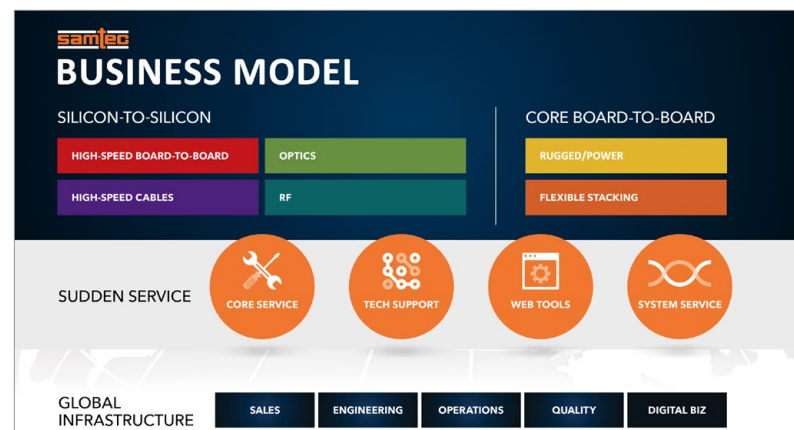 samtec
BUSINESS MODEL
SILICON-TO-SILICON
CORE BOARD-TO-BOARD
HIGH-SPEED BOARD-TO-BOARD
OPTICS
RUGGED/POWER
HIGH-SPEED CABLES
RF
FLEXIBLE STACKING
SUDDEN SERVICE
CORE SERVICE
TECH SUPPORT
WEB TOOLS
SYSTEM SERVICE
GLOBAL
INFRASTRUCTURE
SALES
ENGINEERING
OPERATIONS
QUALITY
DIGITAL BIZ